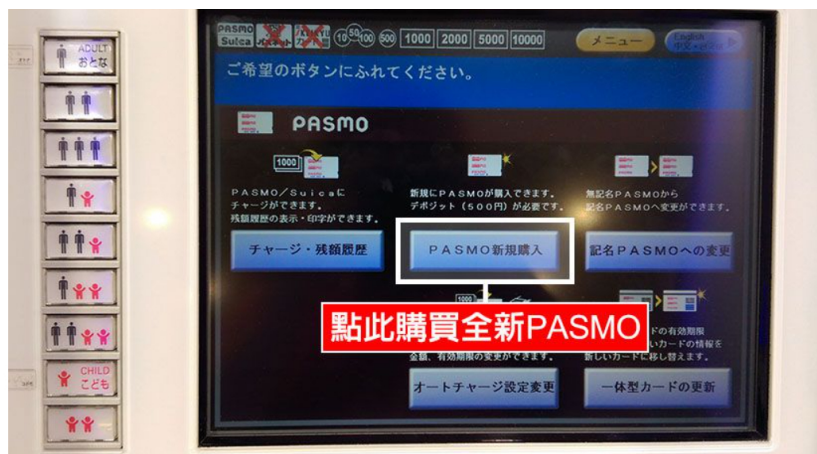 ADULT
おとな
CHILD
こども
PASMO
Suica
10 50 100 500 1000 2000 5000 10000
メニュー
English
ご希望のボタンにふれてください。
PASMO
1000
PASMO/Suicaに
チャージができます。
残額履歴の表示・印字ができます。
新規にPASMOが購入できます。
デポジット(500円)が必要です。
無記名PASMOから
記名PASMOへ変更ができます。
チャージ・残額履歴
PASMO新規購入
記名PASMOへの変更
1000
點此購買全新PASMO
ドの有効期限
いカードの情報を
金額、有効期限の変更ができます。
新しいカードに移し替えます。
オートチャージ設定変更
一体型カードの更新